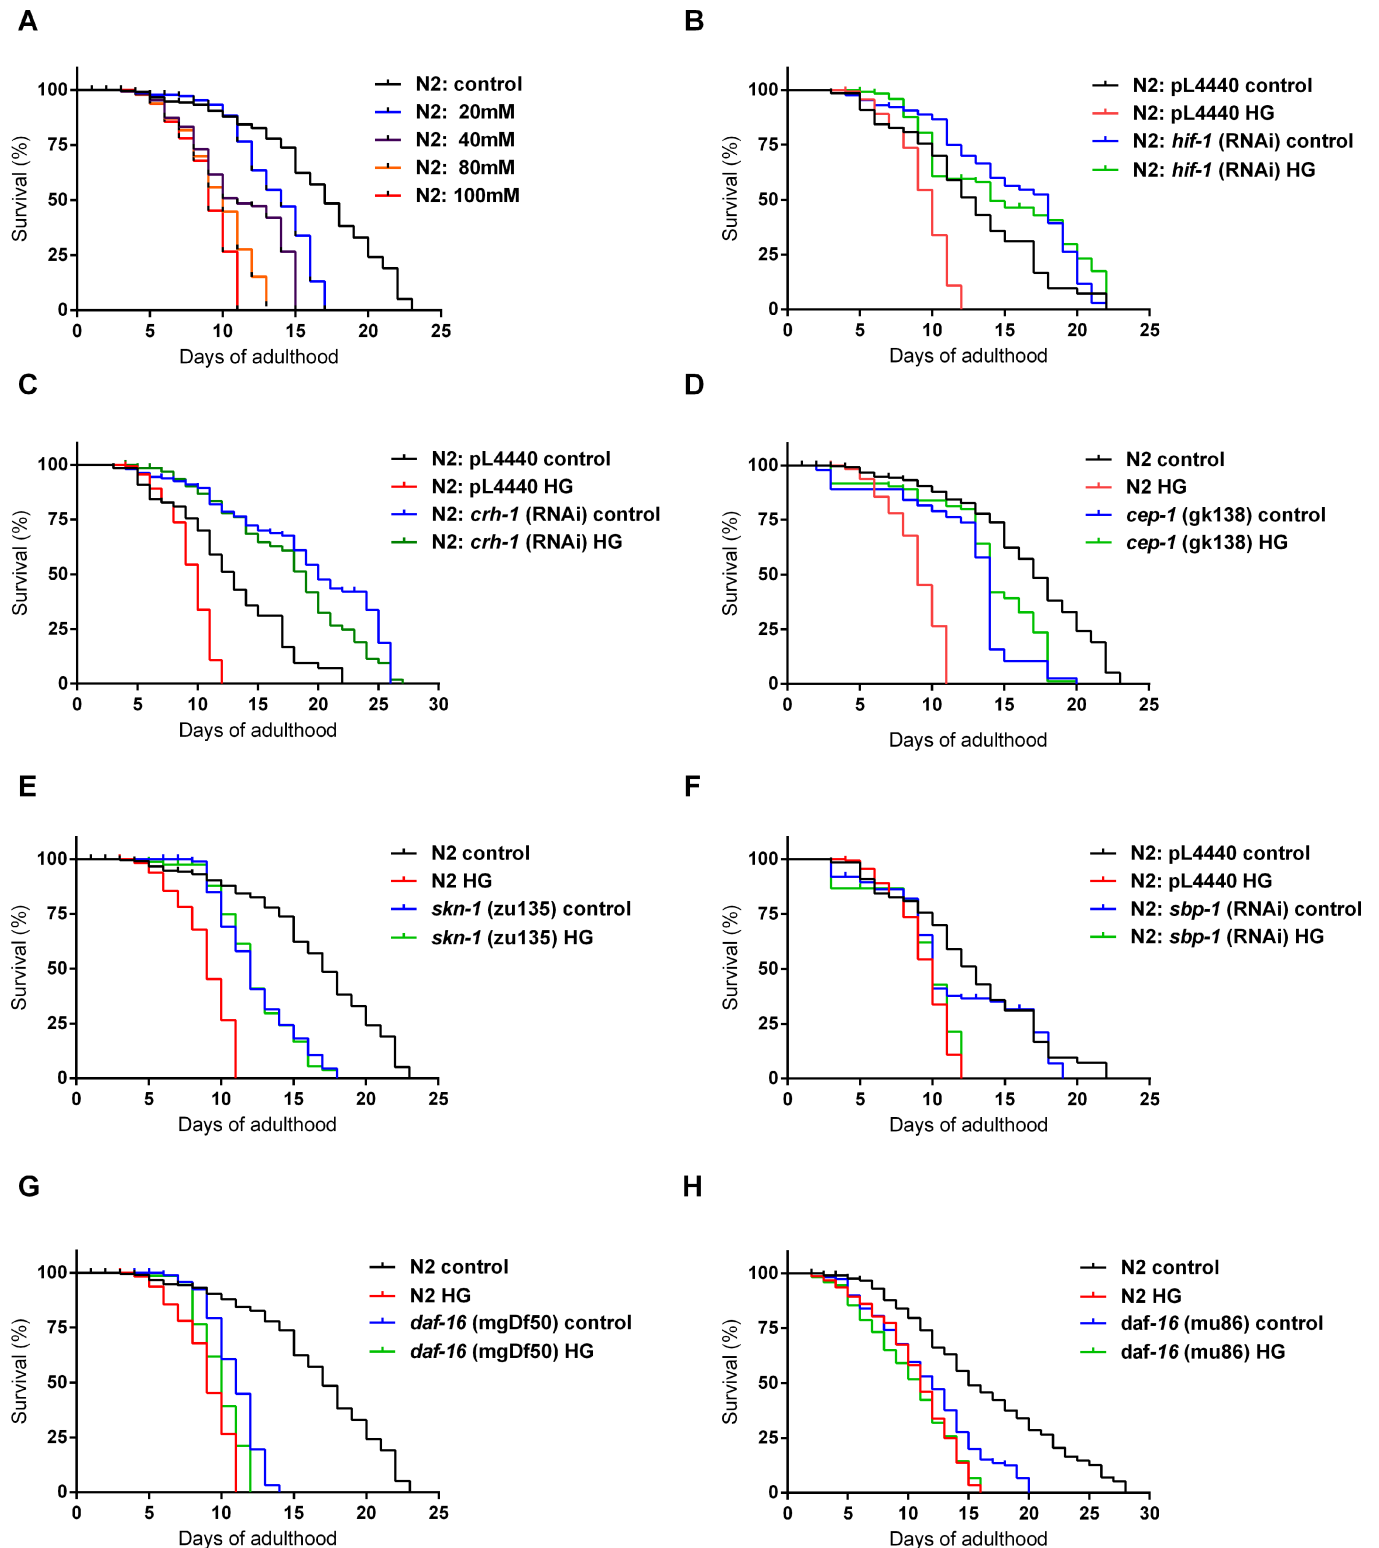 A
Survival (%)
100
75
50
25
0
0 5 10 15 20 25
Days of adulthood
N2: control
N2: 20mM
N2: 40mM
N2: 80mM
N2: 100mM
B
Survival (%)
100
75
50
25
0
0 5 10 15 20 25
Days of adulthood
N2: pL4440 control
N2: pL4440 HG
N2: hif-1 (RNAi) control
N2: hif-1 (RNAi) HG
C
Survival (%)
100
75
50
25
0
0 5 10 15 20 25 30
Days of adulthood
N2: pL4440 control
N2: pL4440 HG
N2: crh-1 (RNAi) control
N2: crh-1 (RNAi) HG
D
Survival (%)
100
75
50
25
0
0 5 10 15 20 25
Days of adulthood
N2 control
N2 HG
cep-1 (gk138) control
cep-1 (gk138) HG
E
Survival (%)
100
75
50
25
0
0 5 10 15 20 25
Days of adulthood
N2 control
N2 HG
skn-1 (zu135) control
skn-1 (zu135) HG
F
Survival (%)
100
75
50
25
0
0 5 10 15 20 25
Days of adulthood
N2: pL4440 control
N2: pL4440 HG
N2: sbp-1 (RNAi) control
N2: sbp-1 (RNAi) HG
G
Survival (%)
100
75
50
25
0
0 5 10 15 20 25
Days of adulthood
N2 control
N2 HG
daf-16 (mgDf50) control
daf-16 (mgDf50) HG
H
Survival (%)
100
75
50
25
0
0 5 10 15 20 25 30
Days of adulthood
N2 control
N2 HG
daf-16 (mu86) control
daf-16 (mu86) HG